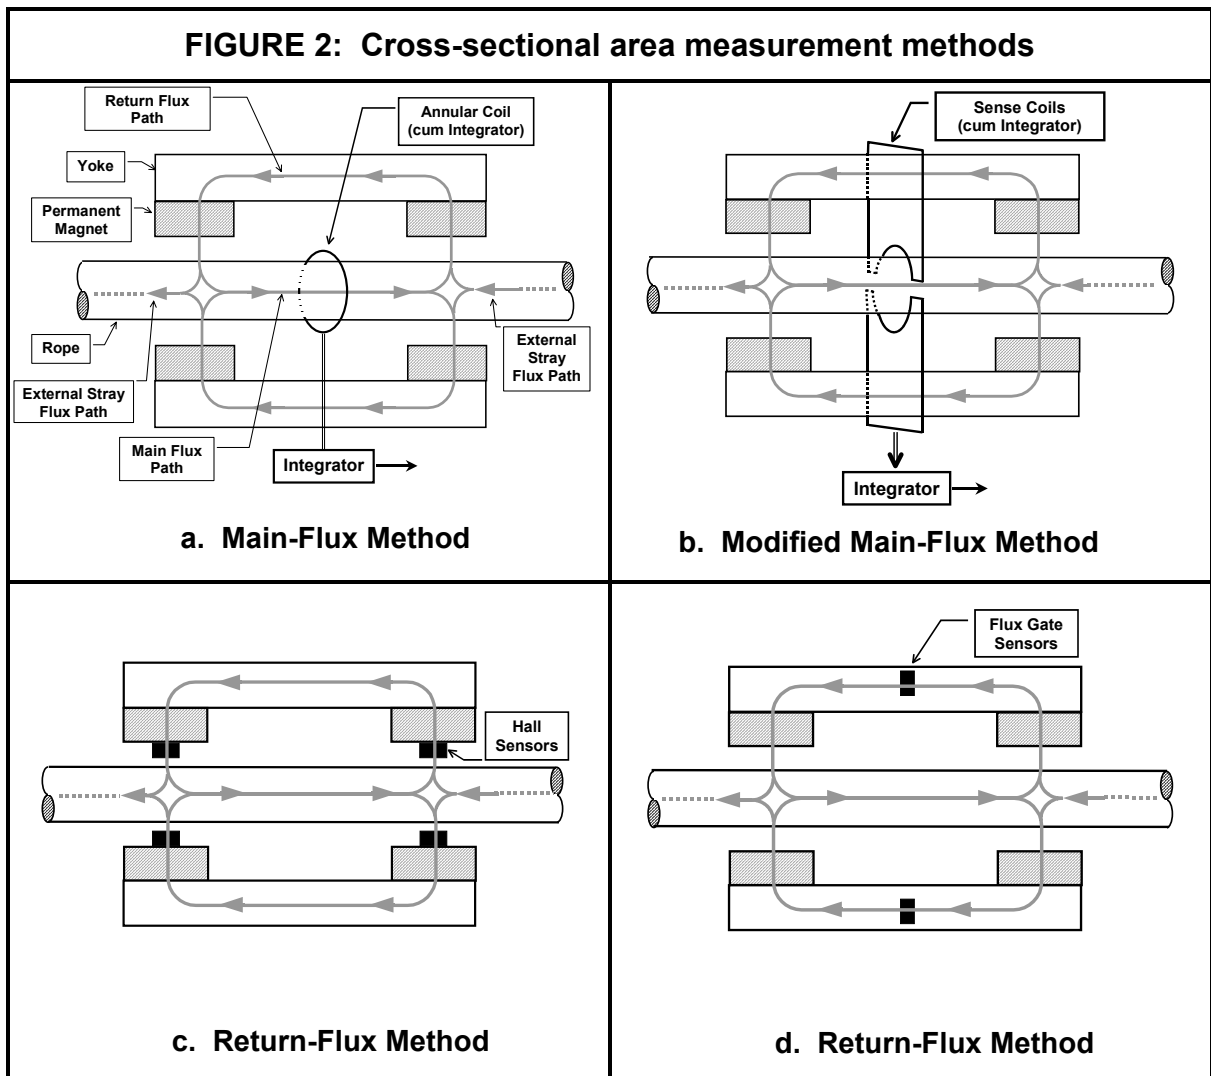 FIGURE 2: Cross-sectional area measurement methods
Return Flux
Path
Annular Coil
(cum Integrator)
Yoke
Permanent
Magnet
Rope
External Stray
Flux Path
External
Stray
Flux Path
Main Flux
Path
Integrator
a. Main-Flux Method
Sense Coils
(cum Integrator)
Integrator
b. Modified Main-Flux Method
Hall
Sensors
c. Return-Flux Method
Flux Gate
Sensors
d. Return-Flux Method